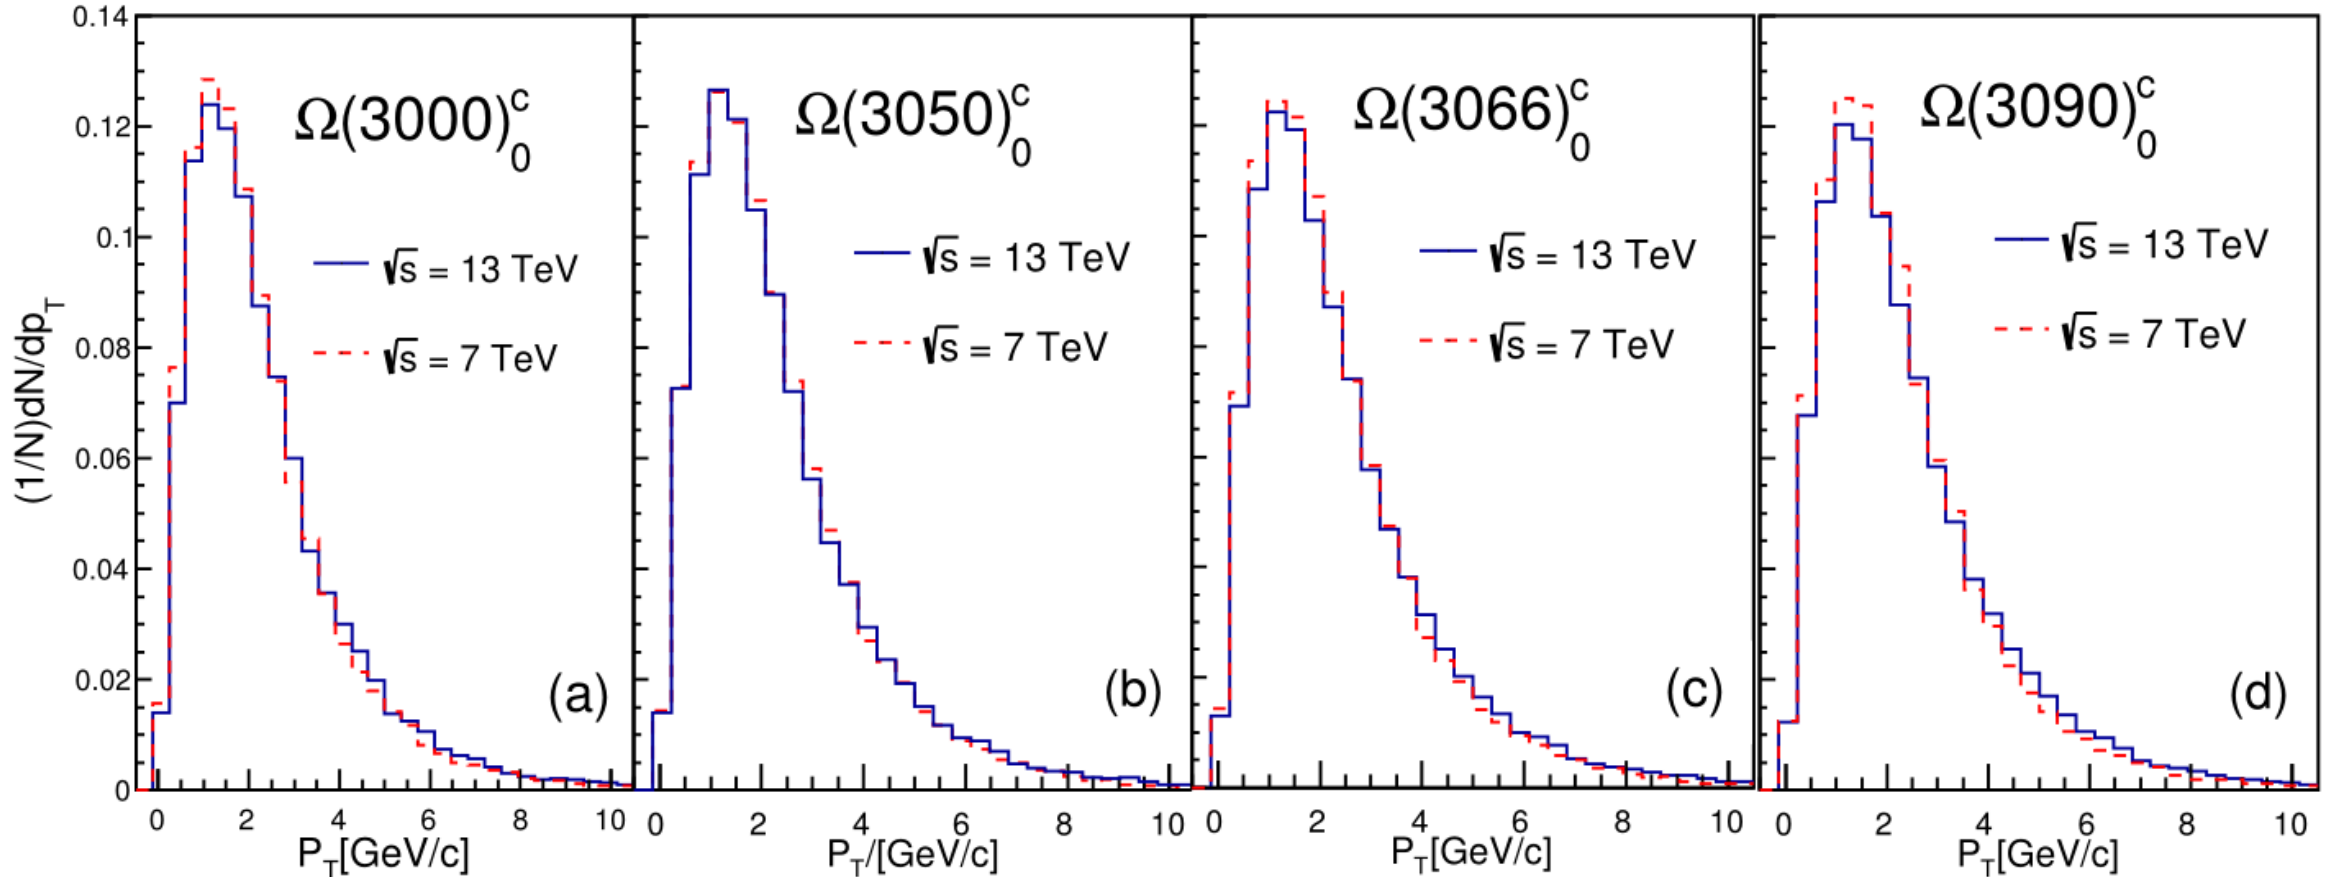 (1/N)dN/dp_T
0.14
0.12
0.1
0.08
0.06
0.04
0.02
0
Ω(3000)^c_0
√s = 13 TeV
√s = 7 TeV
(a)
0 2 4 6 8 10
P_T[GeV/c]
Ω(3050)^c_0
√s = 13 TeV
√s = 7 TeV
(b)
0 2 4 6 8 10
P_T/[GeV/c]
Ω(3066)^c_0
√s = 13 TeV
√s = 7 TeV
(c)
0 2 4 6 8 10
P_T[GeV/c]
Ω(3090)^c_0
√s = 13 TeV
√s = 7 TeV
(d)
0 2 4 6 8 10
P_T[GeV/c]